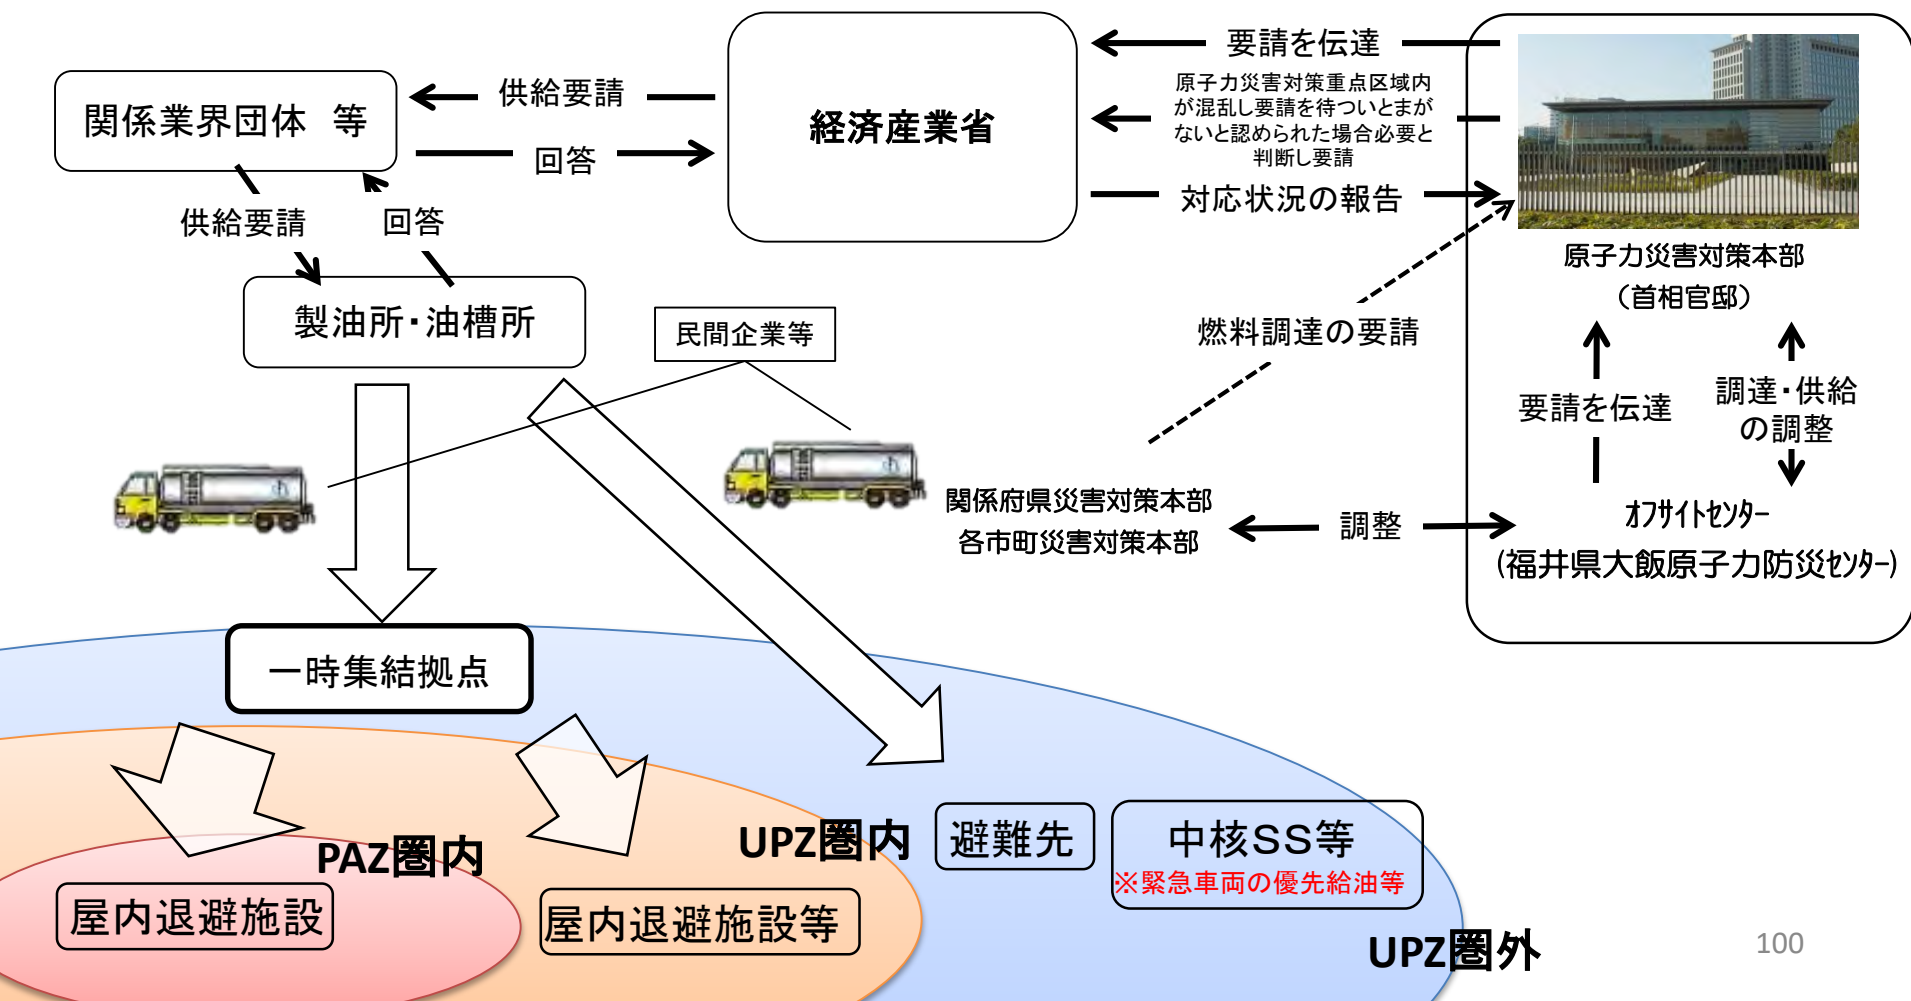 要請を伝達
原子力災害対策重点区域内
が混乱し要請を待ついとまが
ないと認められた場合必要と
判断し要請
対応状況の報告
経済産業省
供給要請
回答
関係業界団体　等
供給要請
回答
製油所・油槽所
民間企業等
燃料調達の要請
原子力災害対策本部
（首相官邸）
要請を伝達
調達・供給
の調整
オフサイトセンター
(福井県大飯原子力防災センター)
関係府県災害対策本部
各市町災害対策本部
調整
一時集結拠点
PAZ圏内
屋内退避施設
UPZ圏内
屋内退避施設等
避難先
中核SS等
※緊急車両の優先給油等
UPZ圏外
100